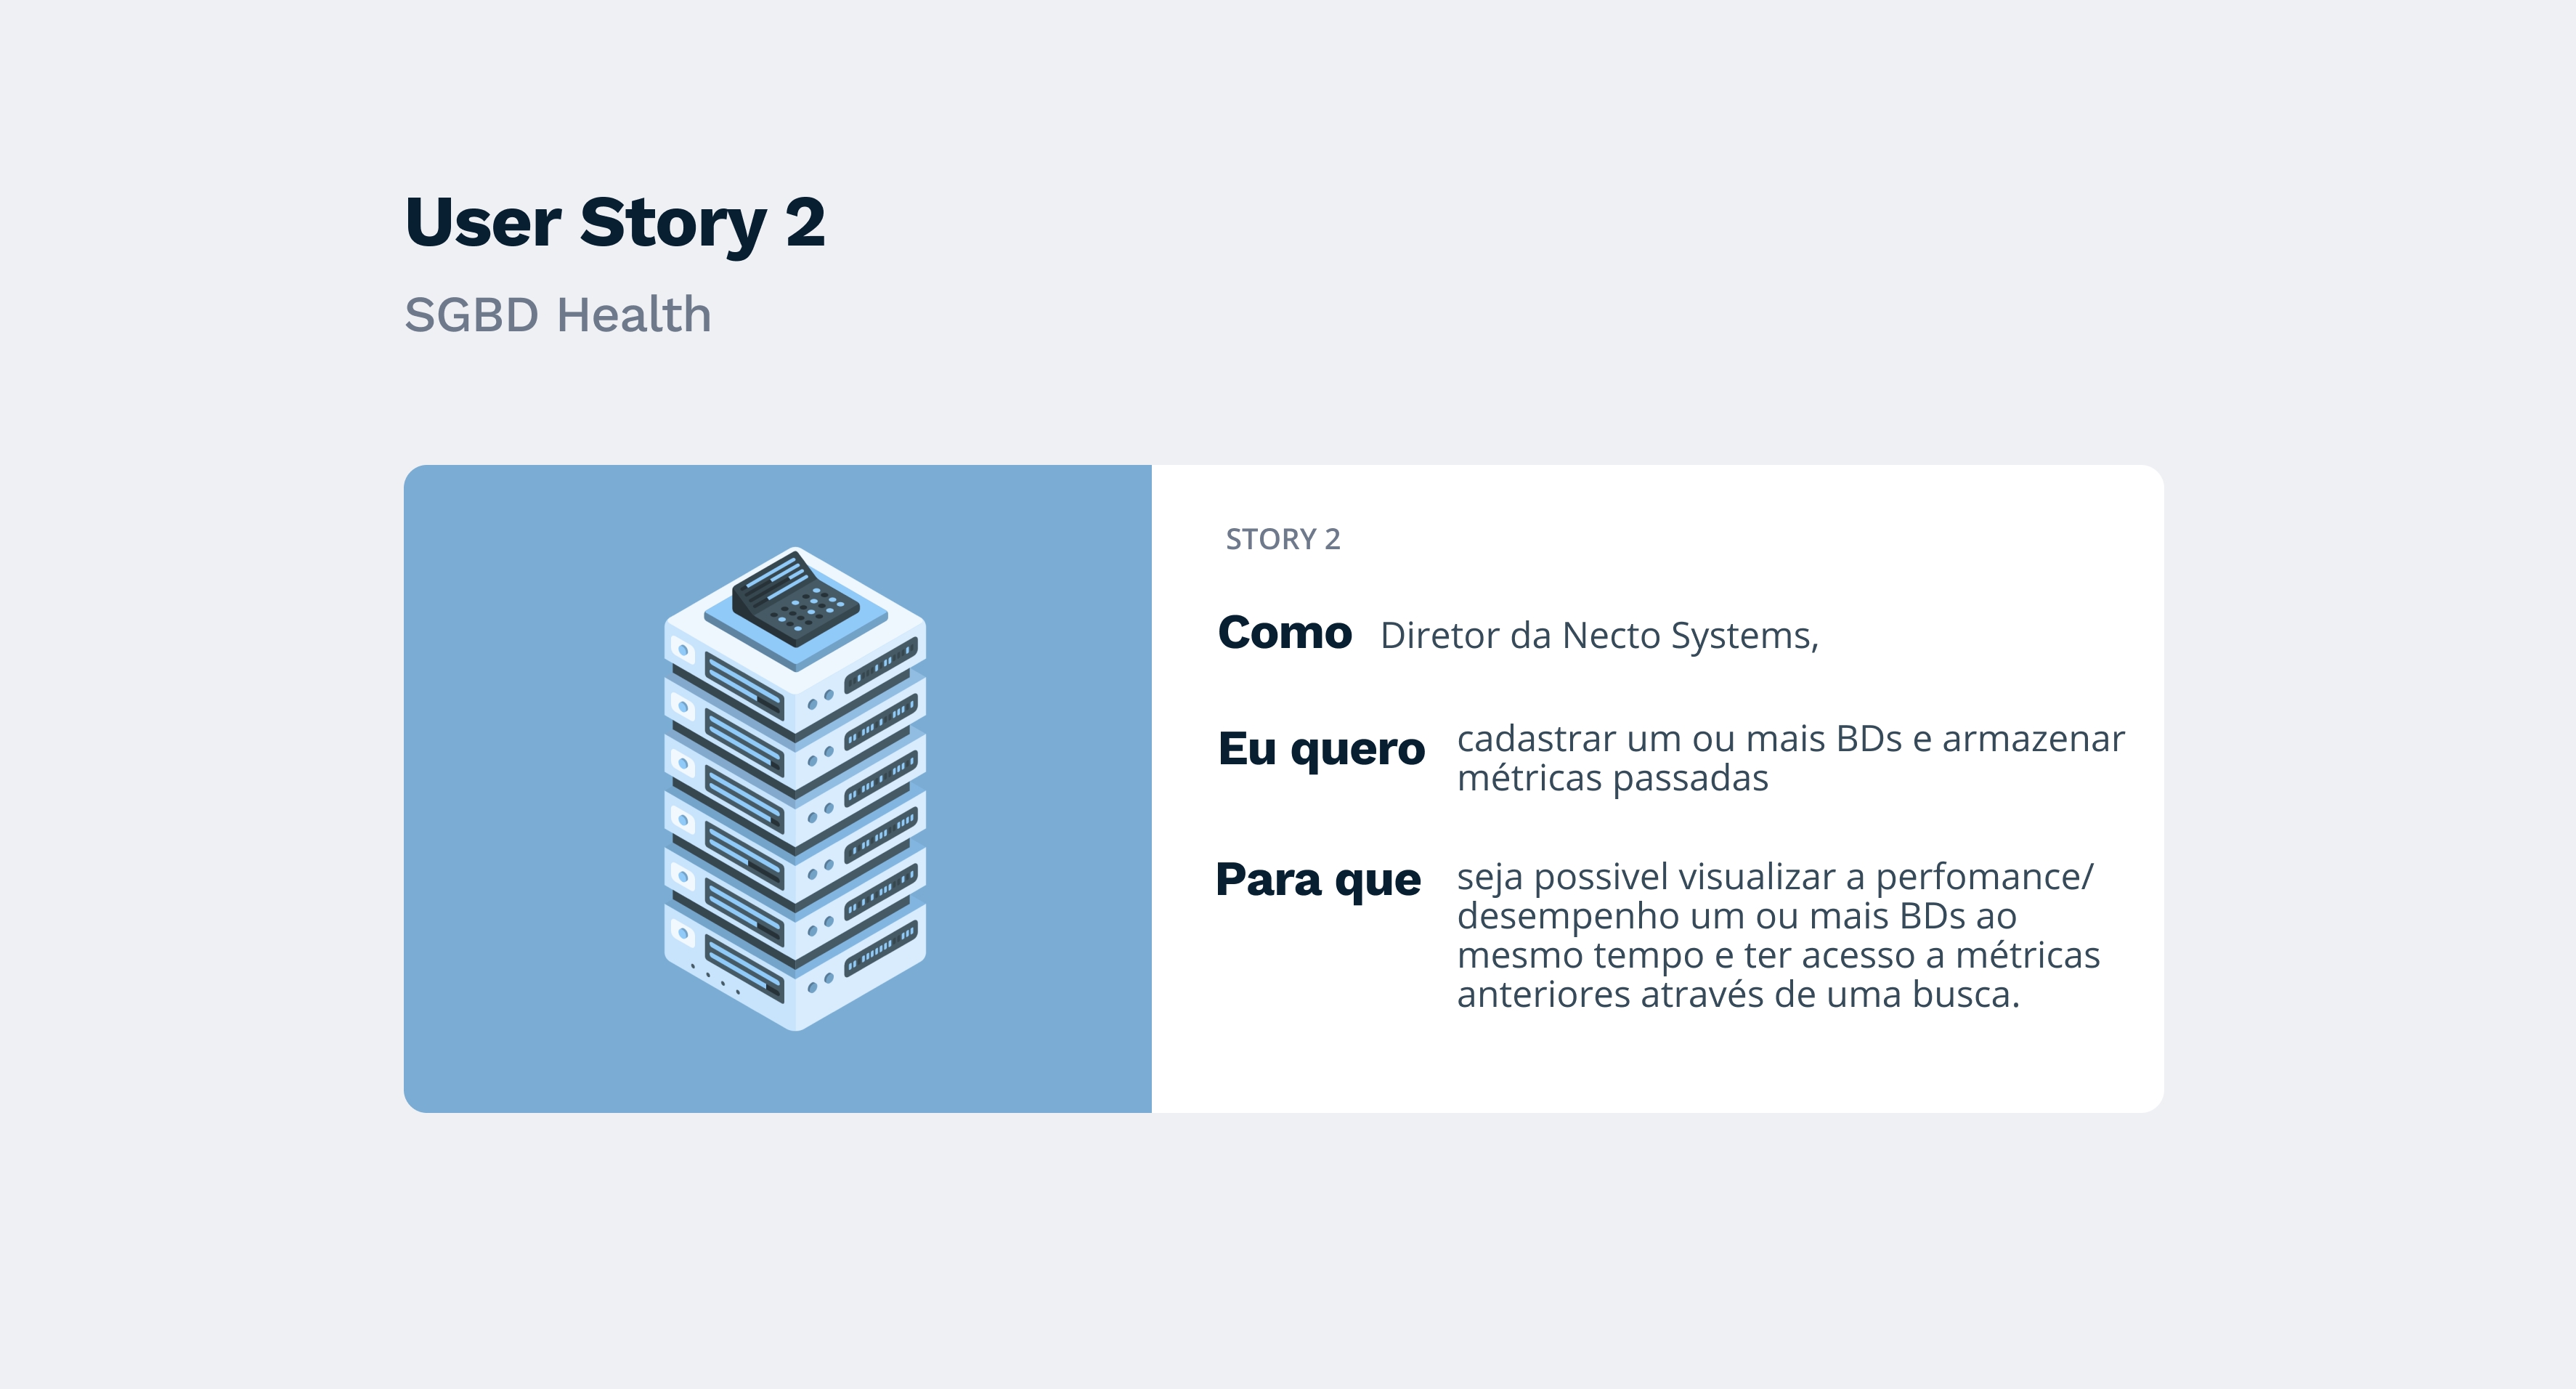 User Story 2
SGBD Health
STORY 2
Como Diretor da Necto Systems,
Eu quero cadastrar um ou mais BDs e armazenar
métricas passadas
Para que seja possivel visualizar a perfomance/
desempenho um ou mais BDs ao
mesmo tempo e ter acesso a métricas
anteriores através de uma busca.